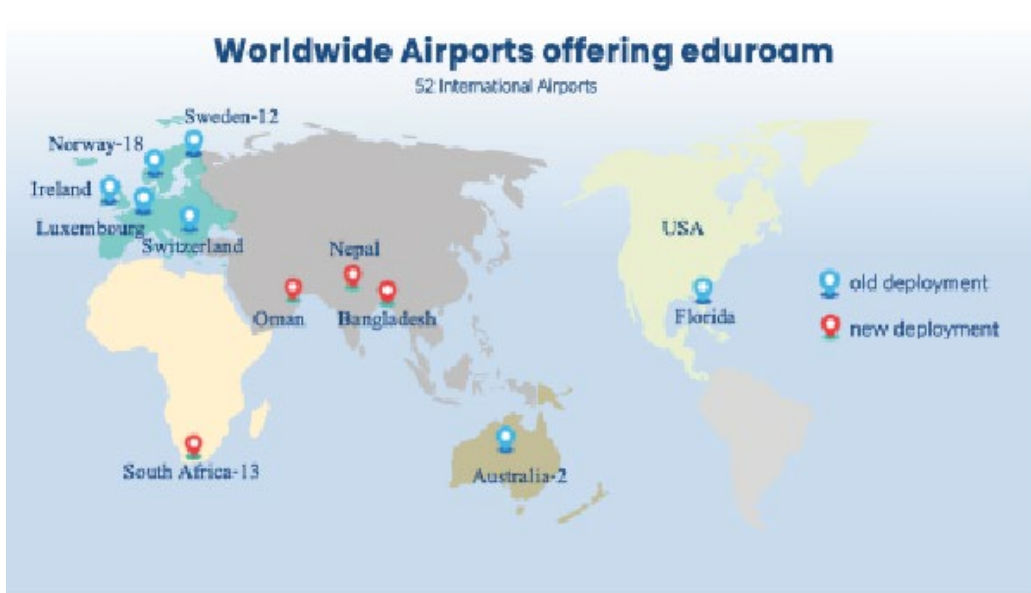 Worldwide Airports offering eduroam
52 International Airports
Sweden-12
Norway-18
Ireland
Luxembourg
Switzerland
Nepal
Oman
Bangladesh
South Africa-13
Australia-2
USA
Florida
old deployment
new deployment